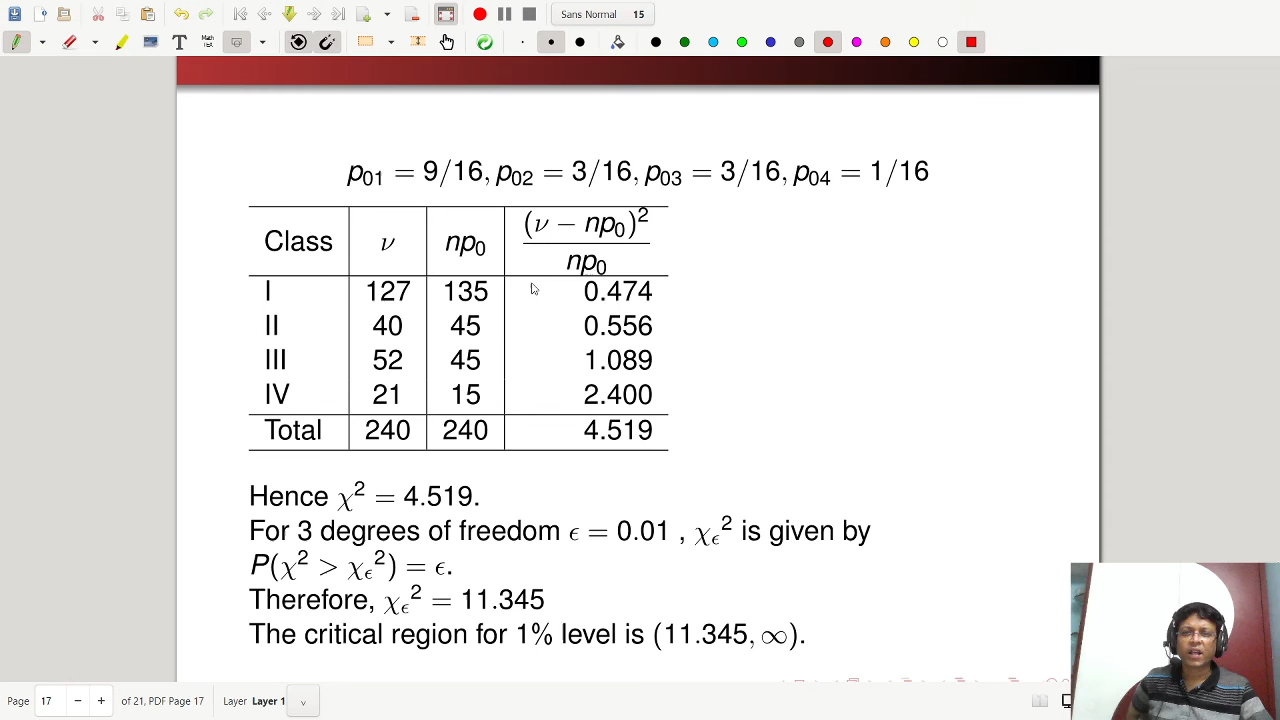 Sans Normal 15
p₀₁ = 9/16, p₀₂ = 3/16, p₀₃ = 3/16, p₀₄ = 1/16
Class ν np₀ (ν − np₀)²/np₀
I 127 135 0.474
II 40 45 0.556
III 52 45 1.089
IV 21 15 2.400
Total 240 240 4.519
Hence χ² = 4.519.
For 3 degrees of freedom ϵ = 0.01 , χϵ² is given by
P(χ² > χϵ²) = ϵ.
Therefore, χϵ² = 11.345
The critical region for 1% level is (11.345, ∞).
Page 17 − + of 21, PDF Page 17 Layer Layer 1